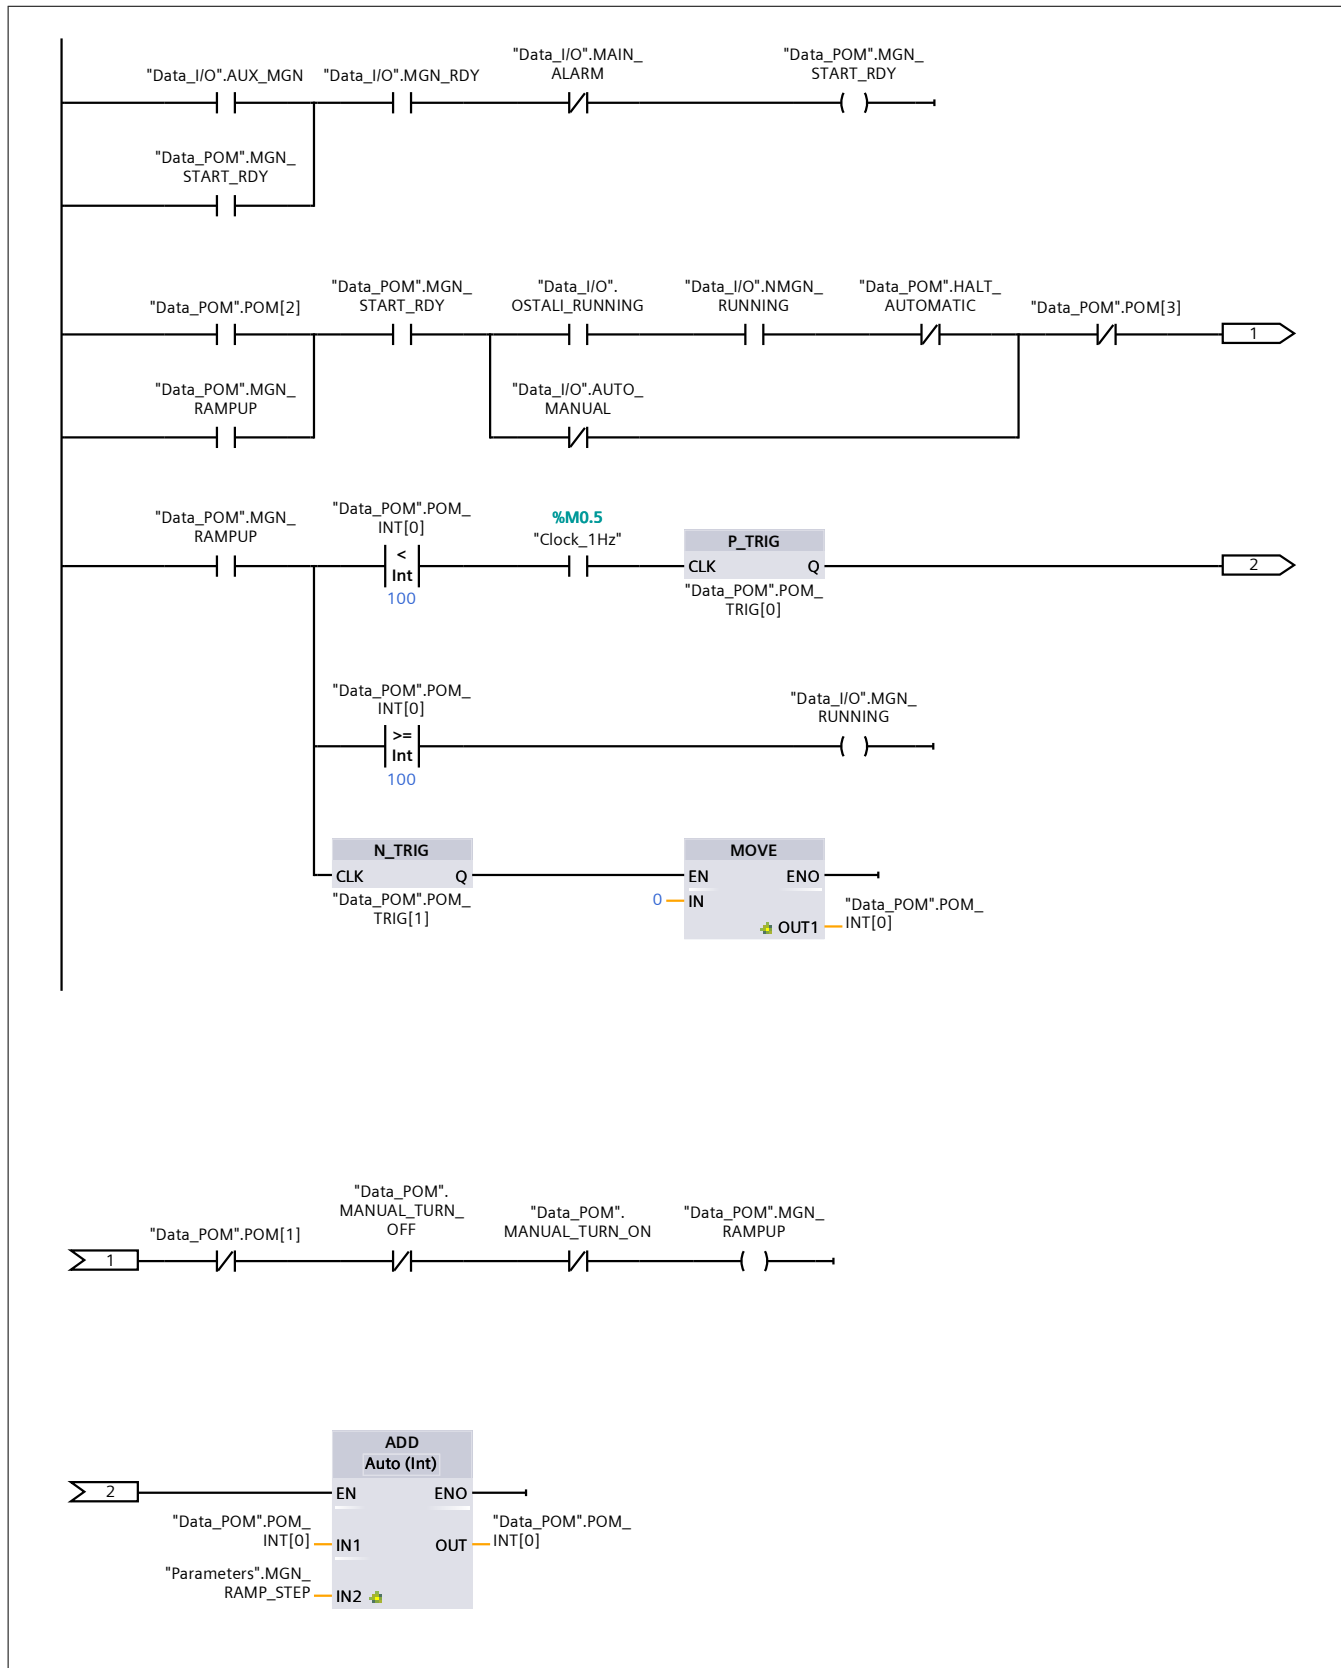 "Data_I/O".AUX_MGN
"Data_I/O".MGN_RDY
"Data_I/O".MAIN_
ALARM
"Data_POM".MGN_
START_RDY
"Data_POM".MGN_
START_RDY
"Data_POM".POM[2]
"Data_POM".MGN_
START_RDY
"Data_I/O".
OSTALI_RUNNING
"Data_I/O".NMGN_
RUNNING
"Data_POM".HALT_
AUTOMATIC
"Data_POM".POM[3]
1
"Data_POM".MGN_
RAMPUP
"Data_I/O".AUTO_
MANUAL
"Data_POM".MGN_
RAMPUP
"Data_POM".POM_
INT[0]
<
Int
100
%M0.5
"Clock_1Hz"
P_TRIG
CLK Q
"Data_POM".POM_
TRIG[0]
2
"Data_POM".POM_
INT[0]
>=
Int
100
"Data_I/O".MGN_
RUNNING
N_TRIG
CLK Q
"Data_POM".POM_
TRIG[1]
MOVE
EN ENO
0 IN
OUT1
"Data_POM".POM_
INT[0]
1
"Data_POM".POM[1]
"Data_POM".
MANUAL_TURN_
OFF
"Data_POM".
MANUAL_TURN_ON
"Data_POM".MGN_
RAMPUP
2
ADD
Auto (Int)
EN ENO
"Data_POM".POM_
INT[0] IN1
OUT
"Data_POM".POM_
INT[0]
"Parameters".MGN_
RAMP_STEP IN2